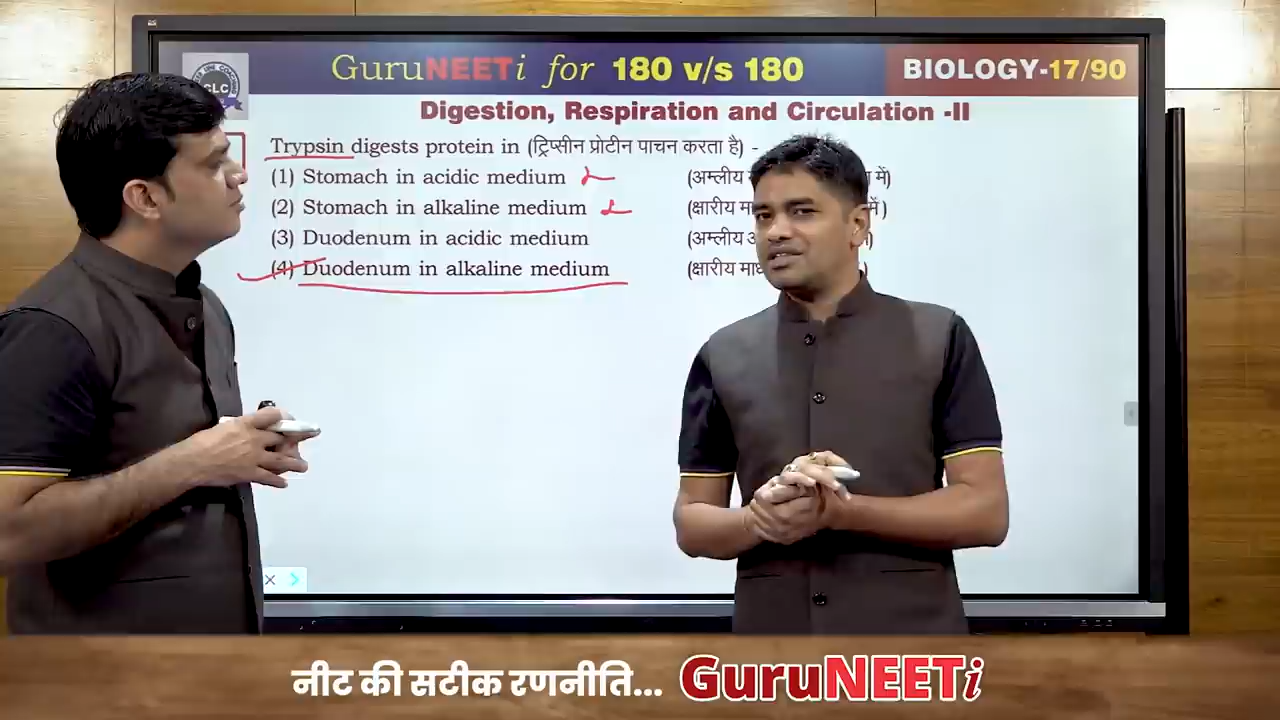 GuruNEETi for 180 v/s 180
BIOLOGY-17/90
CLC
Digestion, Respiration and Circulation -II
Trypsin digests protein in (ट्रिप्सीन प्रोटीन पाचन करता है) -
(1) Stomach in acidic medium (अम्लीय में)
(2) Stomach in alkaline medium (क्षारीय में)
(3) Duodenum in acidic medium (अम्लीय
(4) Duodenum in alkaline medium (क्षारीय
नीट की सटीक रणनीति... GuruNEETi